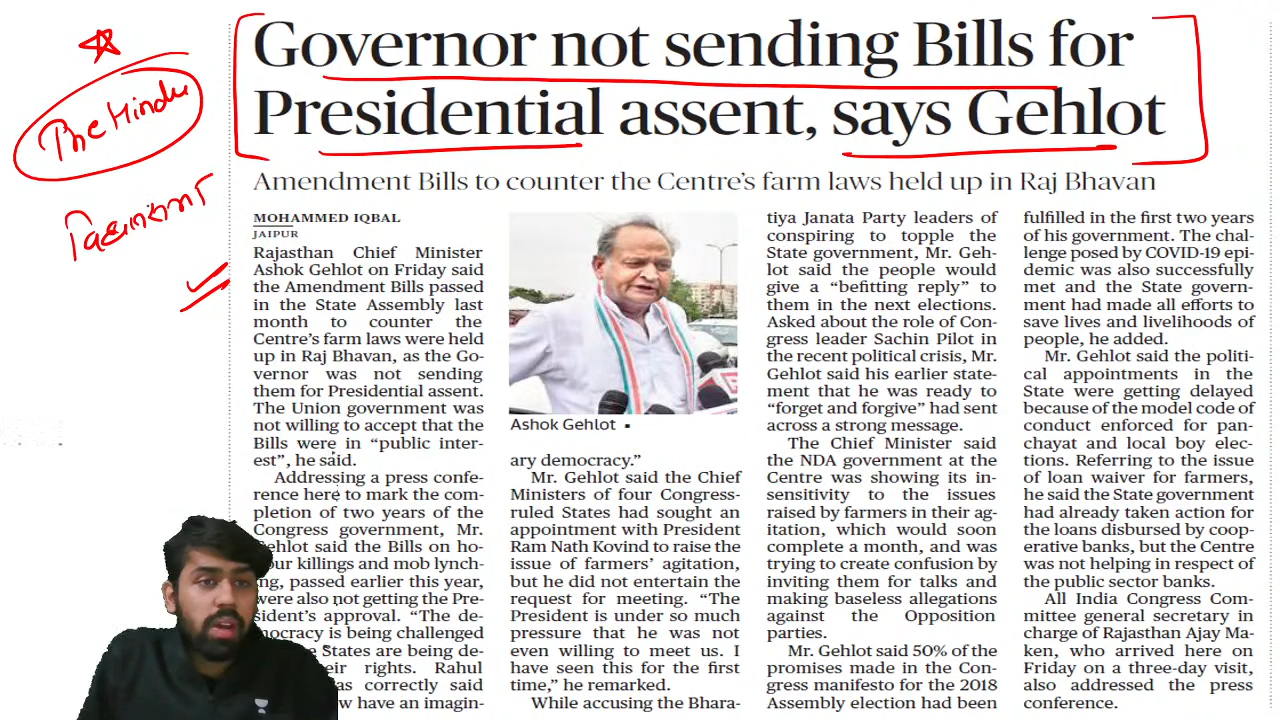 Governor not sending Bills for
Presidential assent, says Gehlot
The Hindu
Amendment Bills to counter the Centre's farm laws held up in Raj Bhavan
MOHAMMED IQBAL
JAIPUR
Rajasthan Chief Minister
Ashok Gehlot on Friday said
the Amendment Bills passed
in the State Assembly last
month to counter the
Centre's farm laws were held
up in Raj Bhavan, as the Go-
vernor was not sending
them for Presidential assent.
The Union government was
not willing to accept that the
Bills were in "public inter-
est", he said.
Addressing a press confe-
rence here to mark the com-
pletion of two years of the
Congress government, Mr.
Gehlot said the Bills on ho-
our killings and mob lynch-
ng, passed earlier this year,
were also not getting the Pre-
sident's approval. "The de-
mocracy is being challenged
States are being de-
eir rights. Rahul
as correctly said
w have an imagin-
Ashok Gehlot
ary democracy."
Mr. Gehlot said the Chief
Ministers of four Congress-
ruled States had sought an
appointment with President
Ram Nath Kovind to raise the
issue of farmers' agitation,
but he did not entertain the
request for meeting. "The
President is under so much
pressure that he was not
even willing to meet us. I
have seen this for the first
time," he remarked.
While accusing the Bhara-
tiya Janata Party leaders of
conspiring to topple the
State government, Mr. Geh-
lot said the people would
give a "befitting reply" to
them in the next elections.
Asked about the role of Con-
gress leader Sachin Pilot in
the recent political crisis, Mr.
Gehlot said his earlier state-
ment that he was ready to
"forget and forgive" had sent
across a strong message.
The Chief Minister said
the NDA government at the
Centre was showing its in-
sensitivity to the issues
raised by farmers in their ag-
itation, which would soon
complete a month, and was
trying to create confusion by
inviting them for talks and
making baseless allegations
against the Opposition
parties.
Mr. Gehlot said 50% of the
promises made in the Con-
gress manifesto for the 2018
Assembly election had been
fulfilled in the first two years
of his government. The chal-
lenge posed by COVID-19 epi-
demic was also successfully
met and the State govern-
ment had made all efforts to
save lives and livelihoods of
people, he added.
Mr. Gehlot said the politi-
cal appointments in the
State were getting delayed
because of the model code of
conduct enforced for pan-
chayat and local boy elec-
tions. Referring to the issue
of loan waiver for farmers,
he said the State government
had already taken action for
the loans disbursed by coop-
erative banks, but the Centre
was not helping in respect of
the public sector banks.
All India Congress Com-
mittee general secretary in
charge of Rajasthan Ajay Ma-
ken, who arrived here on
Friday on a three-day visit,
also addressed the press
conference.